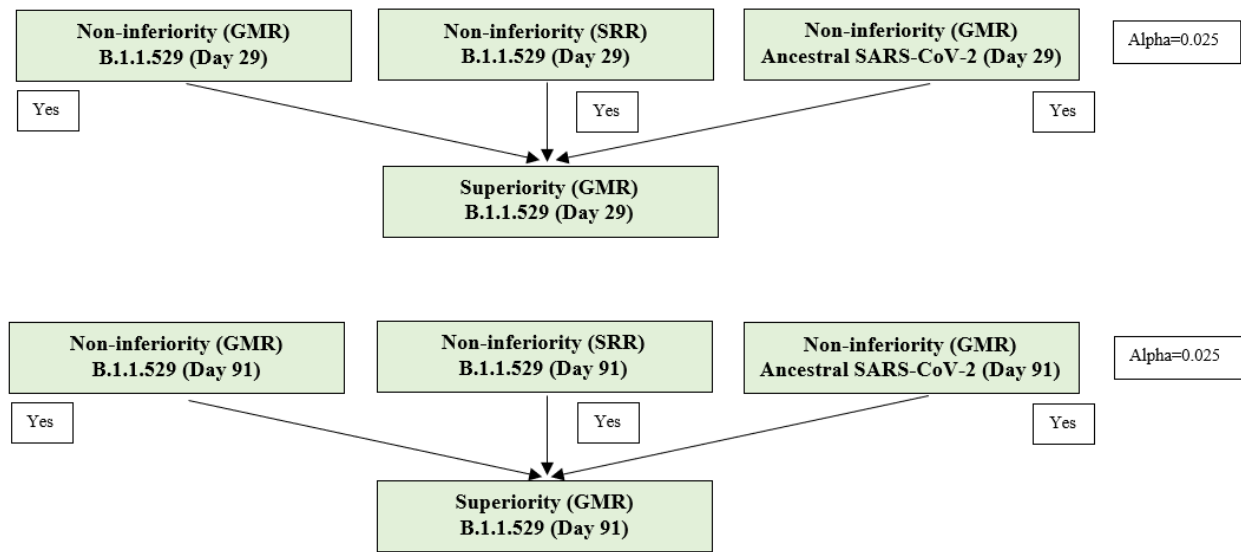 Non-inferiority (GMR)
B.1.1.529 (Day 29)
Non-inferiority (SRR)
B.1.1.529 (Day 29)
Non-inferiority (GMR)
Ancestral SARS-CoV-2 (Day 29)
Alpha=0.025
Yes
Yes
Yes
Superiority (GMR)
B.1.1.529 (Day 29)
Non-inferiority (GMR)
B.1.1.529 (Day 91)
Non-inferiority (SRR)
B.1.1.529 (Day 91)
Non-inferiority (GMR)
Ancestral SARS-CoV-2 (Day 91)
Alpha=0.025
Yes
Yes
Yes
Superiority (GMR)
B.1.1.529 (Day 91)